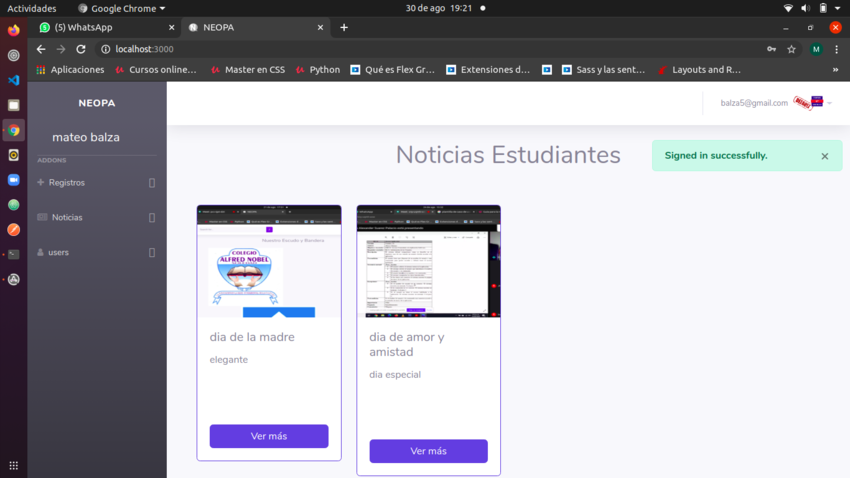 Actividades
Google Chrome
30 de ago 19:21
(5) WhatsApp
NEOPA
localhost:3000
M
Aplicaciones
Cursos online...
Master en CSS
Python
Qué es Flex Gr...
Extensiones d...
Sass y las sent...
Layouts and R...
NEOPA
mateo balza
ADDONS
Registros
Noticias
users
balza5@gmail.com
Noticias Estudiantes
Signed in successfully.
Nuestro Escudo y Bandera
COLEGIO
ALFRED NOBEL
dia de la madre
elegante
Ver más
dia de amor y
amistad
dia especial
Ver más